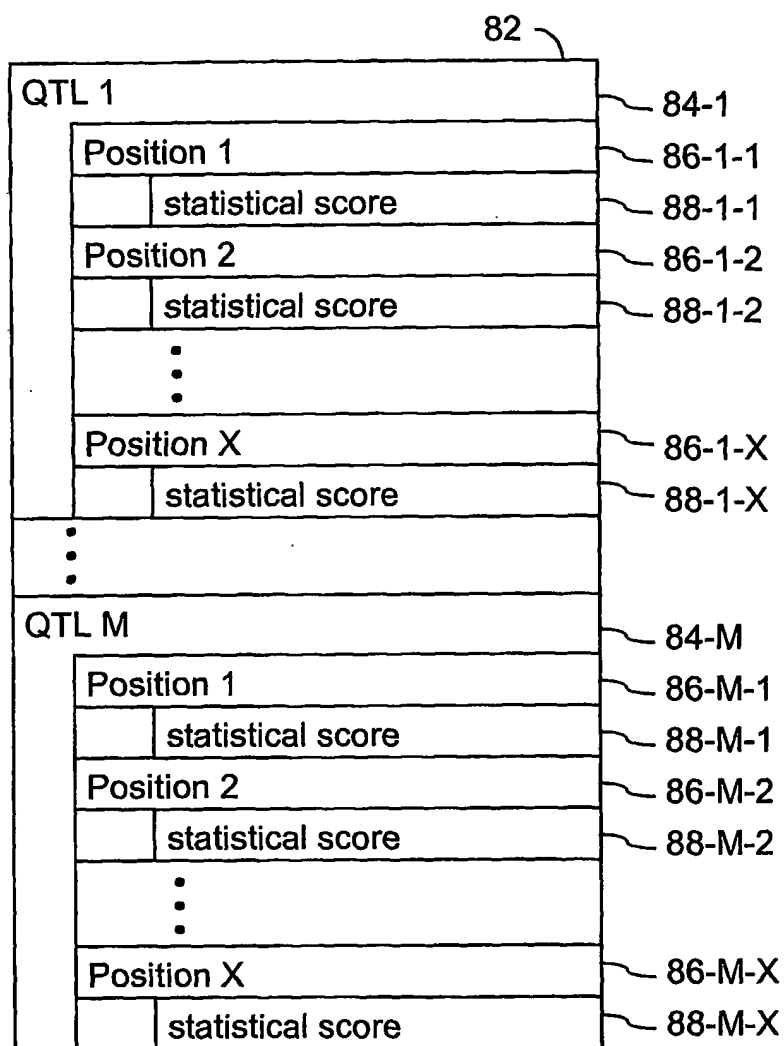 82
QTL 1
84-1
Position 1
86-1-1
statistical score
88-1-1
Position 2
86-1-2
statistical score
88-1-2
Position X
86-1-X
statistical score
88-1-X
QTL M
84-M
Position 1
86-M-1
statistical score
88-M-1
Position 2
86-M-2
statistical score
88-M-2
Position X
86-M-X
statistical score
88-M-X